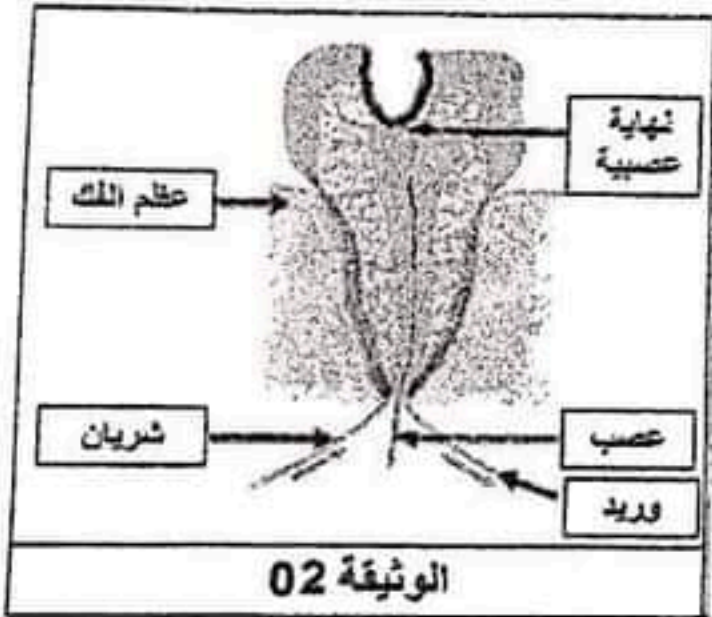 نهاية
عصبية
عظم الفك
شريان
عصب
وريد
الوثيقة 02